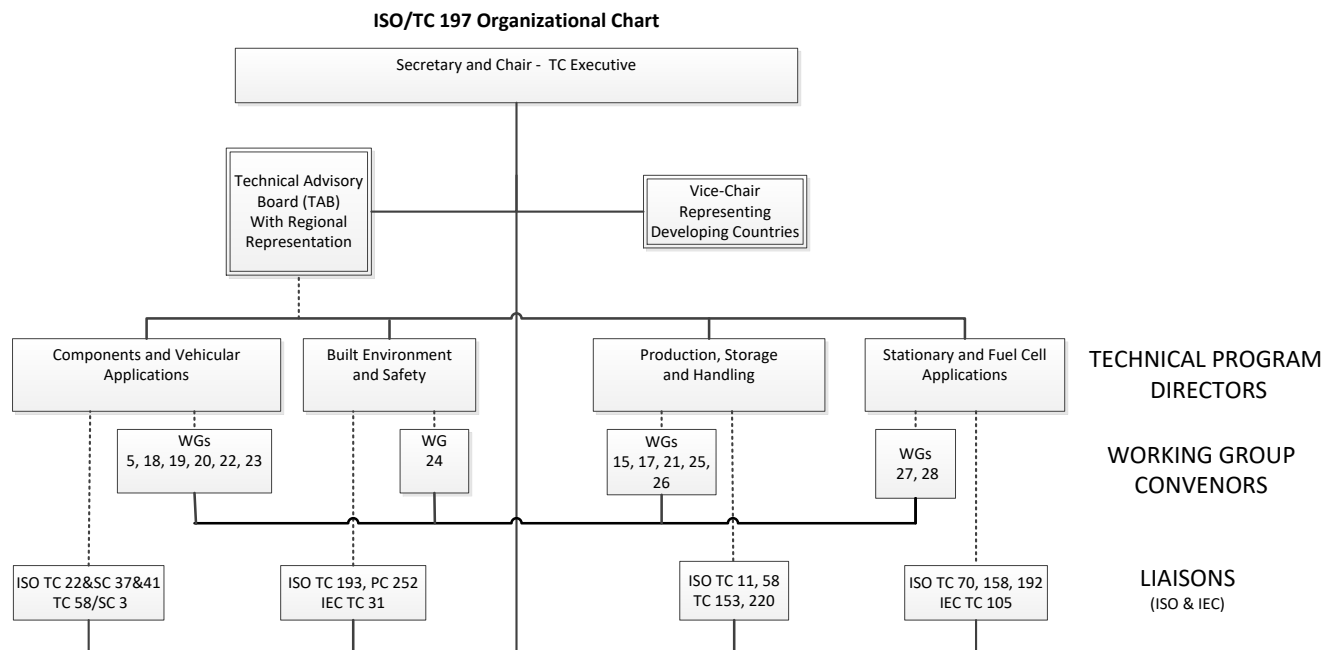 ISO/TC 197 Organizational Chart
Secretary and Chair - TC Executive
Technical Advisory
Board (TAB)
With Regional
Representation
Vice-Chair
Representing
Developing Countries
Components and Vehicular
Applications
Built Environment
and Safety
Production, Storage
and Handling
Stationary and Fuel Cell
Applications
TECHNICAL PROGRAM
DIRECTORS
WGs
5, 18, 19, 20, 22, 23
WG
24
WGs
15, 17, 21, 25,
26
WGs
27, 28
WORKING GROUP
CONVENORS
ISO TC 22&SC 37&41
TC 58/SC 3
ISO TC 193, PC 252
IEC TC 31
ISO TC 11, 58
TC 153, 220
ISO TC 70, 158, 192
IEC TC 105
LIAISONS
(ISO & IEC)